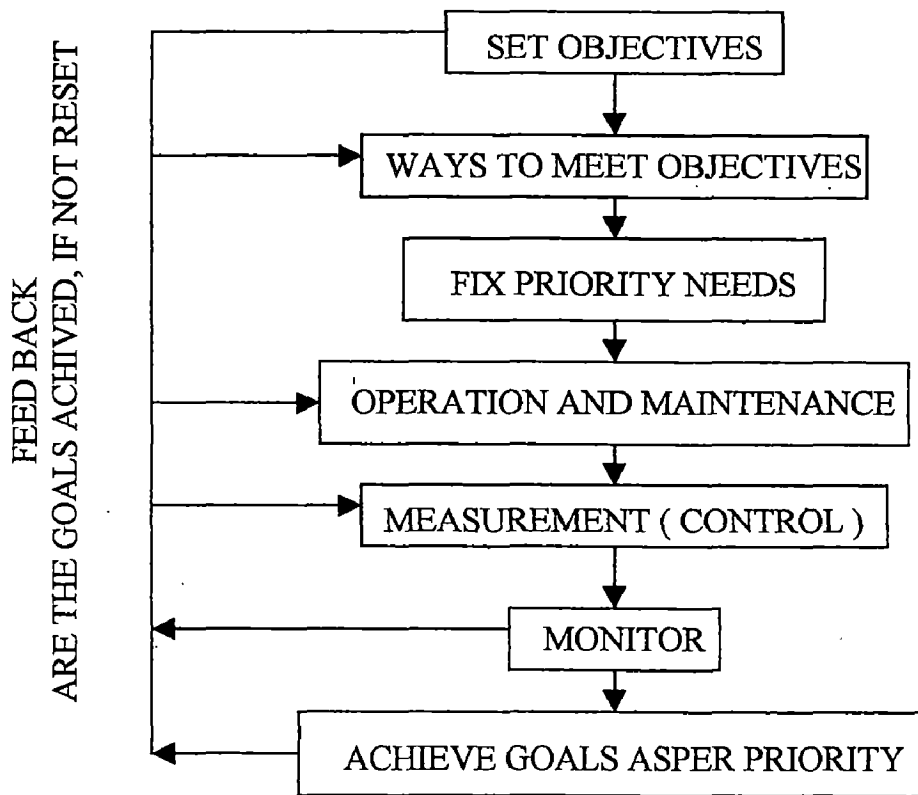 SET OBJECTIVES
WAYS TO MEET OBJECTIVES
FIX PRIORITY NEEDS
OPERATION AND MAINTENANCE
MEASUREMENT ( CONTROL )
MONITOR
ACHIEVE GOALS ASPER PRIORITY
FEED BACK
ARE THE GOALS ACHIVED, IF NOT RESET